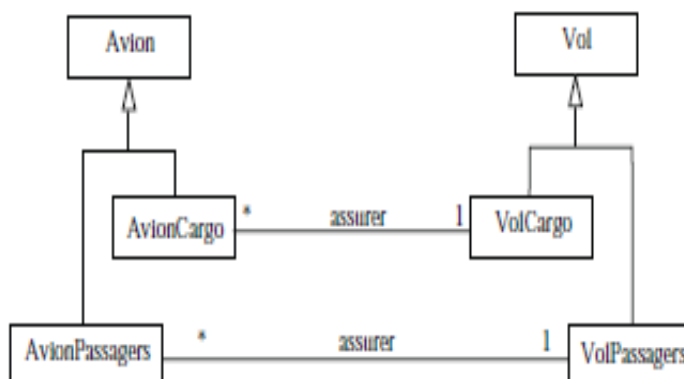 Avion
Vol
AvionCargo
* assurer 1
VolCargo
AvionPassagers
* assurer 1
VolPassagers